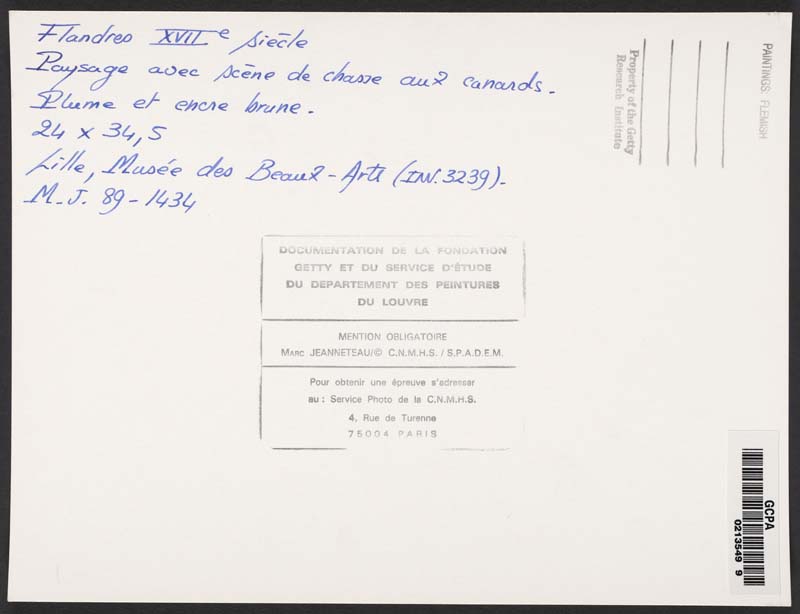 Flandres XVIIe siècle
Paysage avec scène de chasse aux canards.
Plume et encre brune.
24 x 34,5
Lille, Musée des Beaux-Arts (INV. 3239).
M.J. 89-1434
PAINTINGS: FLEMISH
Property of the Getty
Research Institute
DOCUMENTATION DE LA FONDATION
GETTY ET DU SERVICE D'ÉTUDE
DU DEPARTEMENT DES PEINTURES
DU LOUVRE
MENTION OBLIGATOIRE
MARC JEANNETEAU/© C.N.M.H.S. / S.P.A.D.E.M.
Pour obtenir une épreuve s'adresser
au : Service Photo de la C.N.M.H.S.
4, Rue de Turenne
75004 PARIS
GCPA
0213549 9